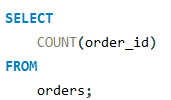 SELECT
    COUNT(order_id)
FROM
    orders;